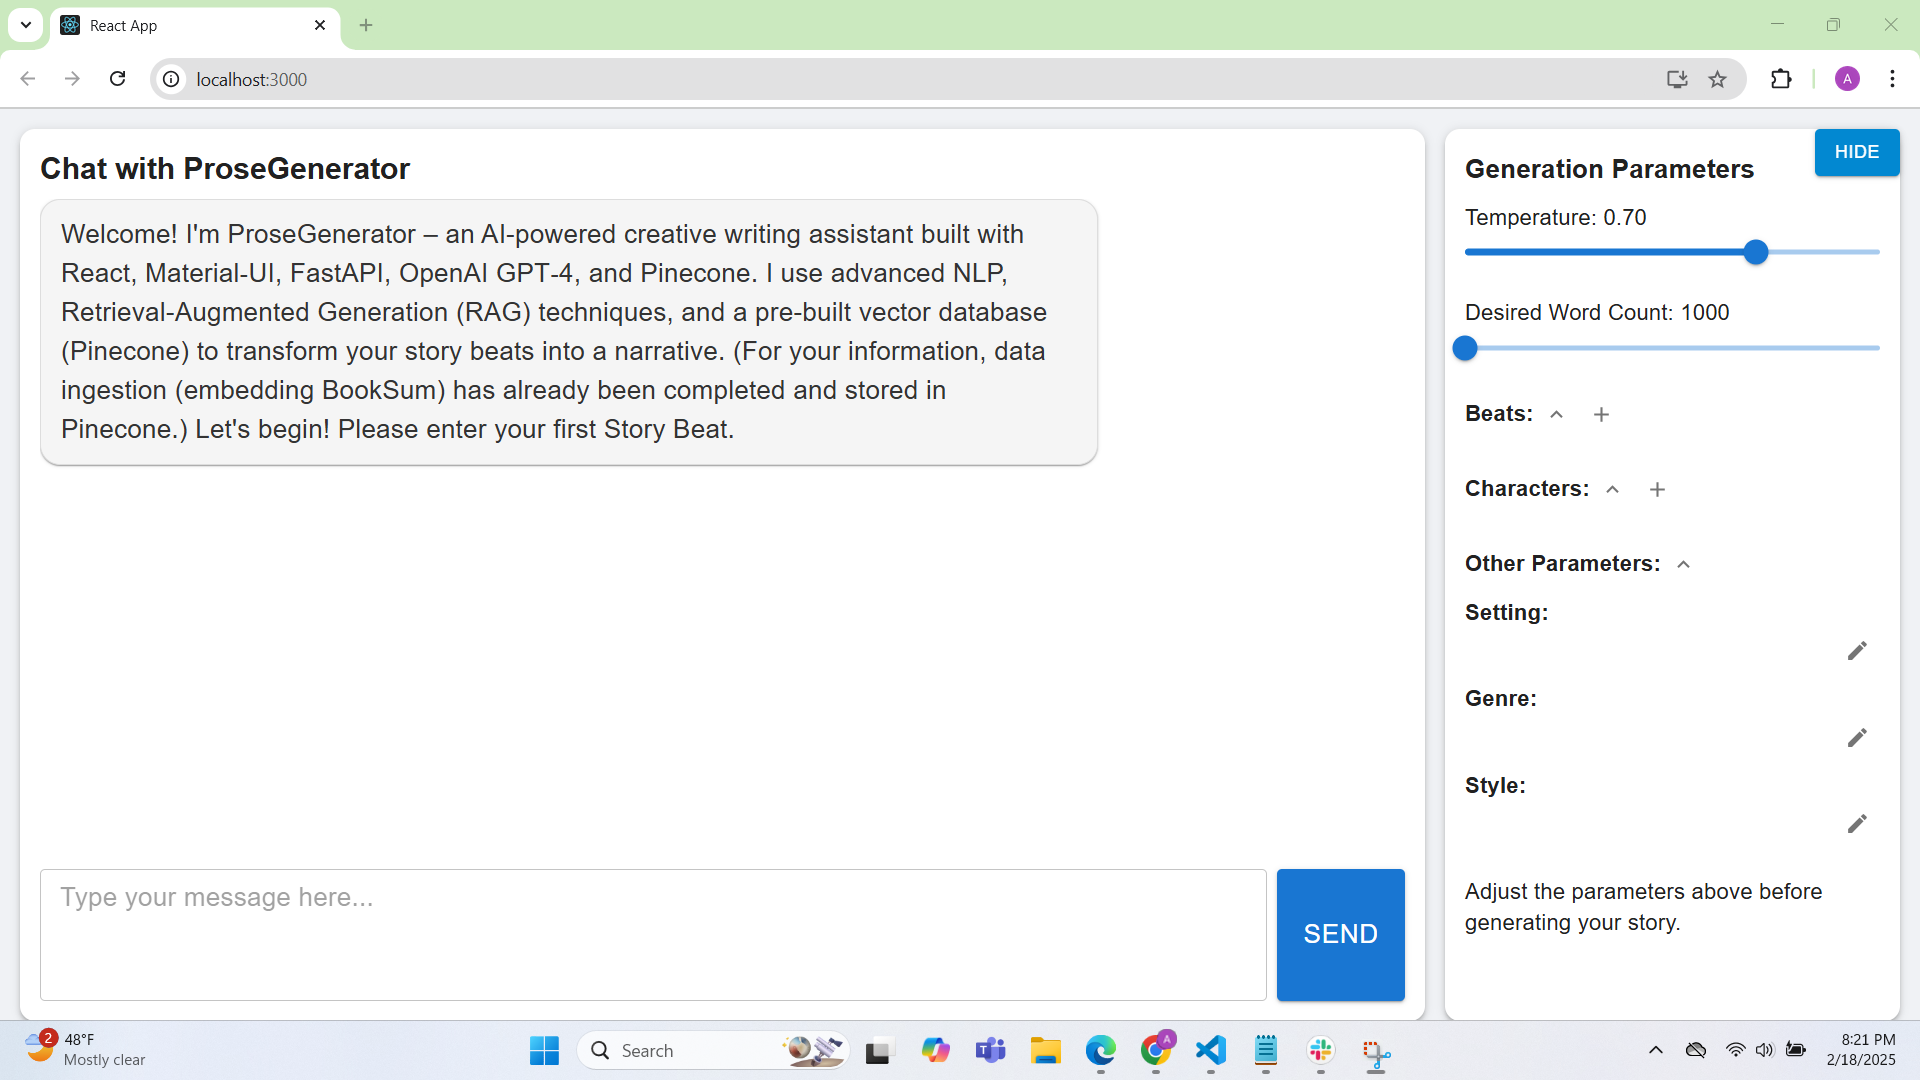 React App
localhost:3000
A
Chat with ProseGenerator
Welcome! I'm ProseGenerator – an AI-powered creative writing assistant built with
React, Material-UI, FastAPI, OpenAI GPT-4, and Pinecone. I use advanced NLP,
Retrieval-Augmented Generation (RAG) techniques, and a pre-built vector database
(Pinecone) to transform your story beats into a narrative. (For your information, data
ingestion (embedding BookSum) has already been completed and stored in
Pinecone.) Let's begin! Please enter your first Story Beat.
Type your message here...
SEND
HIDE
Generation Parameters
Temperature: 0.70
Desired Word Count: 1000
Beats:
Characters:
Other Parameters:
Setting:
Genre:
Style:
Adjust the parameters above before
generating your story.
2
48°F
Mostly clear
Search
T
A
8:21 PM
2/18/2025